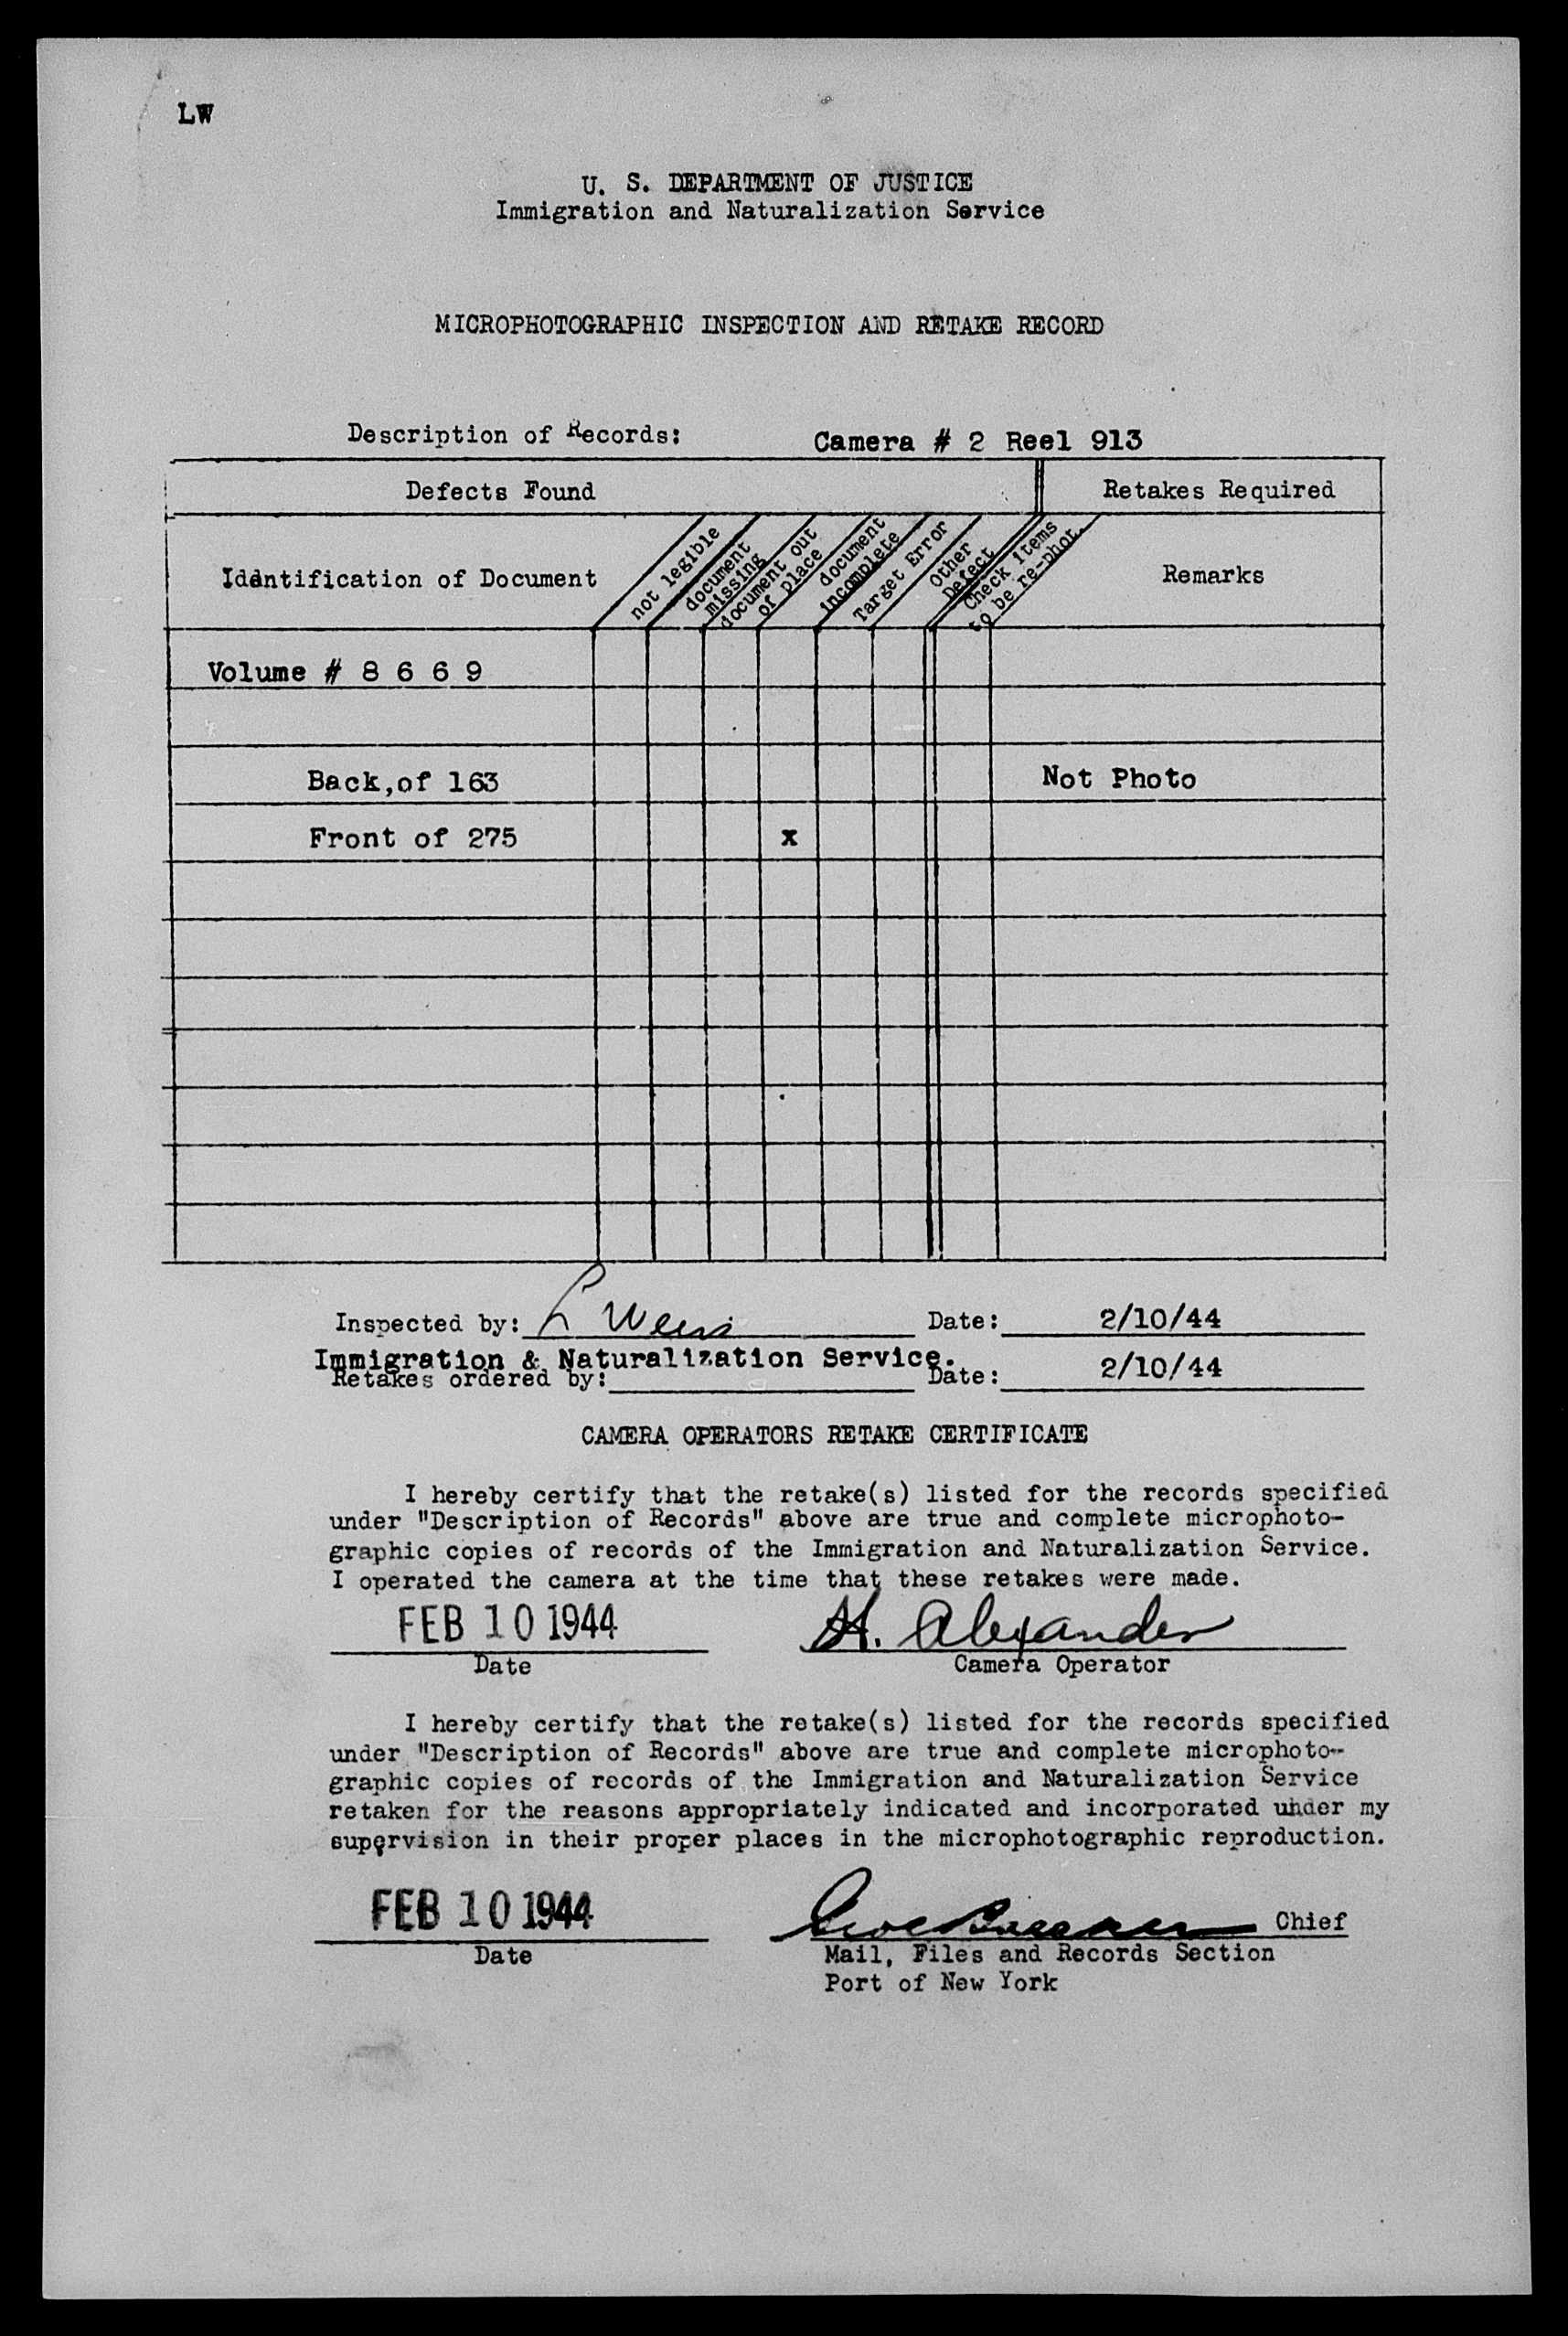 LW
U. S. DEPARTMENT OF JUSTICE
Immigration and Naturalization Service
MICROPHOTOGRAPHIC INSPECTION AND RETAKE RECORD
Description of Records: Camera # 2 Reel 913
Defects Found Retakes Required
Identification of Document
not legible
document
missing
document out
of place
document
incomplete
Target Error
Other
Defect
Check items
to be re-phot.
Remarks
Volume # 8 6 6 9
Back,of 163 Not Photo
Front of 275 x
Inspected by: L Weis Date: 2/10/44
Immigration & Naturalization Service.
Retakes ordered by: Date: 2/10/44
CAMERA OPERATORS RETAKE CERTIFICATE
I hereby certify that the retake(s) listed for the records specified
under "Description of Records" above are true and complete microphoto-
graphic copies of records of the Immigration and Naturalization Service.
I operated the camera at the time that these retakes were made.
FEB 10 1944 H. Alexander
Date Camera Operator
I hereby certify that the retake(s) listed for the records specified
under "Description of Records" above are true and complete microphoto-
graphic copies of records of the Immigration and Naturalization Service
retaken for the reasons appropriately indicated and incorporated under my
supervision in their proper places in the microphotographic reproduction.
FEB 10 1944 Chief
Date Mail, Files and Records Section
Port of New York